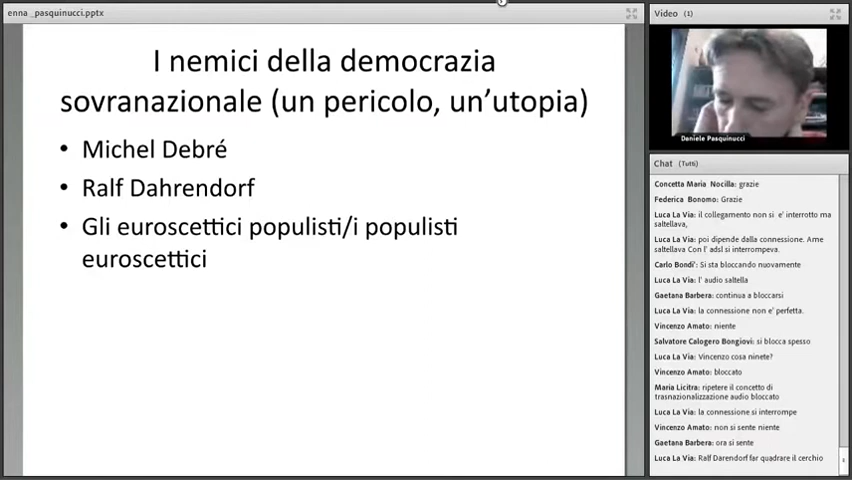 enna _pasquinucci.pptx
I nemici della democrazia
sovranazionale (un pericolo, un'utopia)
• Michel Debré
• Ralf Dahrendorf
• Gli euroscettici populisti/i populisti
euroscettici
Video (1)
Daniele Pasquinucci
Chat (Tutti)
Concetta Maria Nocilla: grazie
Federica Bonomo: Grazie
Luca La Via: il collegamento non si e' interrotto ma
saltellava,
Luca La Via: poi dipende dalla connessione. Ame
saltellava Con l' adsl si interrompeva.
Carlo Bondi': Si sta bloccando nuovamente
Luca La Via: l' audio saltella
Gaetana Barbera: continua a bloccarsi
Luca La Via: la connessione non e' perfetta.
Vincenzo Amato: niente
Salvatore Calogero Bongiovi: si blocca spesso
Luca La Via: Vincenzo cosa ninete?
Vincenzo Amato: bloccato
Maria Licitra: ripetere il concetto di
trasnazionalizzazione audio bloccato
Luca La Via: la connessione si interrompe
Vincenzo Amato: non si sente niente
Gaetana Barbera: ora si sente
Luca La Via: Ralf Darendorf far quadrare il cerchio